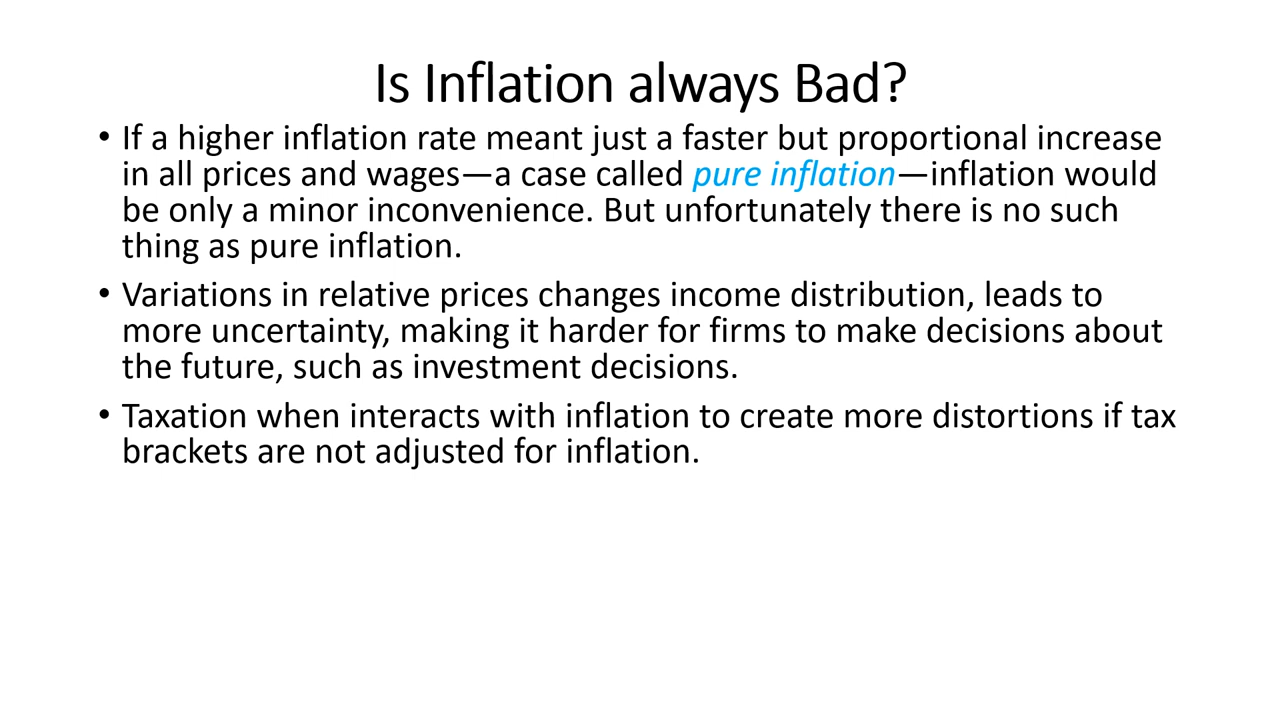 Is Inflation always Bad?
• If a higher inflation rate meant just a faster but proportional increase
in all prices and wages—a case called pure inflation—inflation would
be only a minor inconvenience. But unfortunately there is no such
thing as pure inflation.
• Variations in relative prices changes income distribution, leads to
more uncertainty, making it harder for firms to make decisions about
the future, such as investment decisions.
• Taxation when interacts with inflation to create more distortions if tax
brackets are not adjusted for inflation.